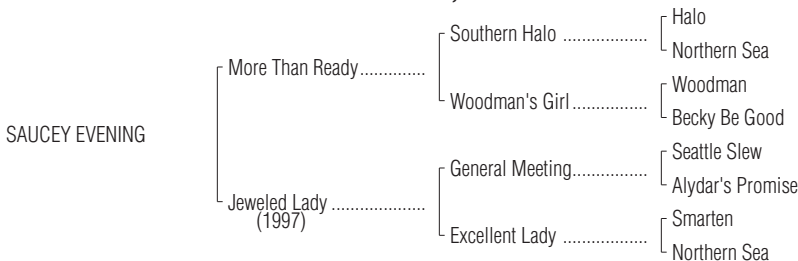 Halo
Southern Halo ..................
Northern Sea
More Than Ready..............
Woodman
Woodman's Girl................
Becky Be Good
SAUCEY EVENING
Seattle Slew
General Meeting................
Alydar's Promise
Jeweled Lady ....................
(1997)
Smarten
Excellent Lady ..................
Northern Sea